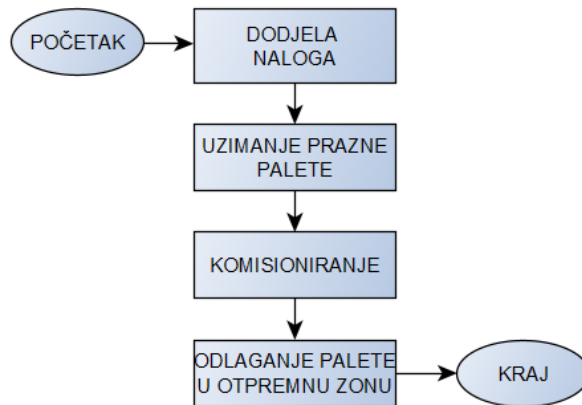 POČETAK
DODJELA
NALOGA
UZIMANJE PRAZNE
PALETE
KOMISIONIRANJE
ODLAGANJE PALETE
U OTPREMNU ZONU
KRAJ